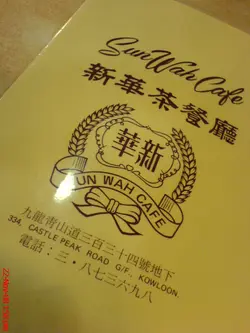 Sun Wah Cafe
新華茶餐廳
新華
SUN WAH CAFE
九龍青山道三百三十四號地下
334, CASTLE PEAK ROAD G/F., KOWLOON.
電話：三・八七三六九八